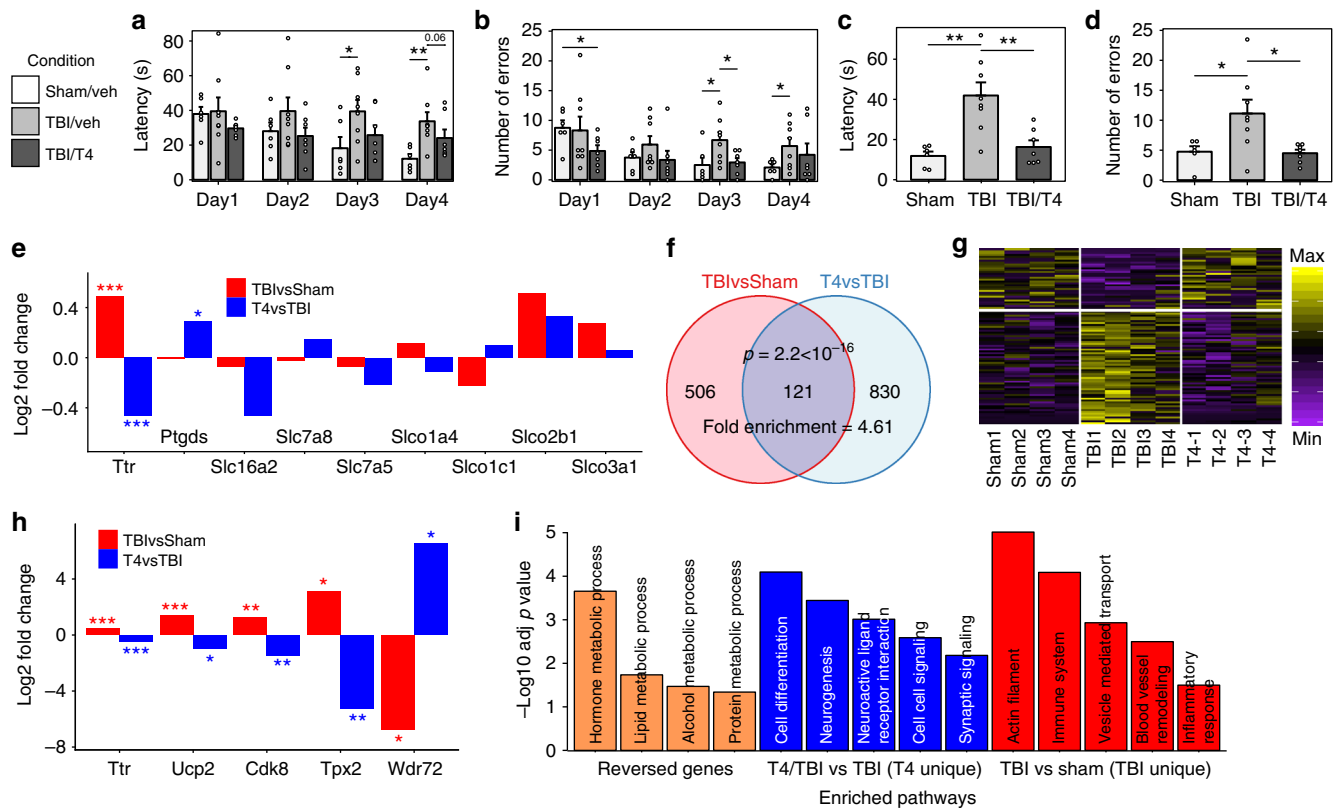 Condition
Sham/veh
TBI/veh
TBI/T4
a
Latency (s)
80
60
40
20
0
*
**
0.06
Day1 Day2 Day3 Day4
b
Number of errors
25
20
15
10
5
0
*
*
*
*
Day1 Day2 Day3 Day4
c
Latency (s)
60
40
20
0
**
**
Sham TBI TBI/T4
d
Number of errors
25
20
15
10
5
0
*
*
Sham TBI TBI/T4
e
Log2 fold change
0.4
0.0
−0.4
TBIvsSham
T4vsTBI
***
***
*
Ptgds Slc7a8 Slco1a4 Slco2b1
Ttr Slc16a2 Slc7a5 Slco1c1 Slco3a1
f
TBIvsSham T4vsTBI
p = 2.2<10−16
506 121 830
Fold enrichment = 4.61
g
Max
Min
Sham1
Sham2
Sham3
Sham4
TBI1
TBI2
TBI3
TBI4
T4-1
T4-2
T4-3
T4-4
h
Log2 fold change
4
0
−4
−8
TBIvsSham
T4vsTBI
***
***
***
*
**
**
*
**
*
*
Ttr Ucp2 Cdk8 Tpx2 Wdr72
i
−Log10 adj p value
5
4
3
2
1
0
Hormone metabolic process
Lipid metabolic process
Alcohol metabolic process
Protein metabolic process
Cell differentiation
Neurogenesis
Neuroactive ligand
receptor interaction
Cell cell signaling
Synaptic signaling
Actin filament
Immune system
Vesicle mediated transport
Blood vessel
remodeling
Inflammatory
response
Reversed genes T4/TBI vs TBI (T4 unique) TBI vs sham (TBI unique)
Enriched pathways